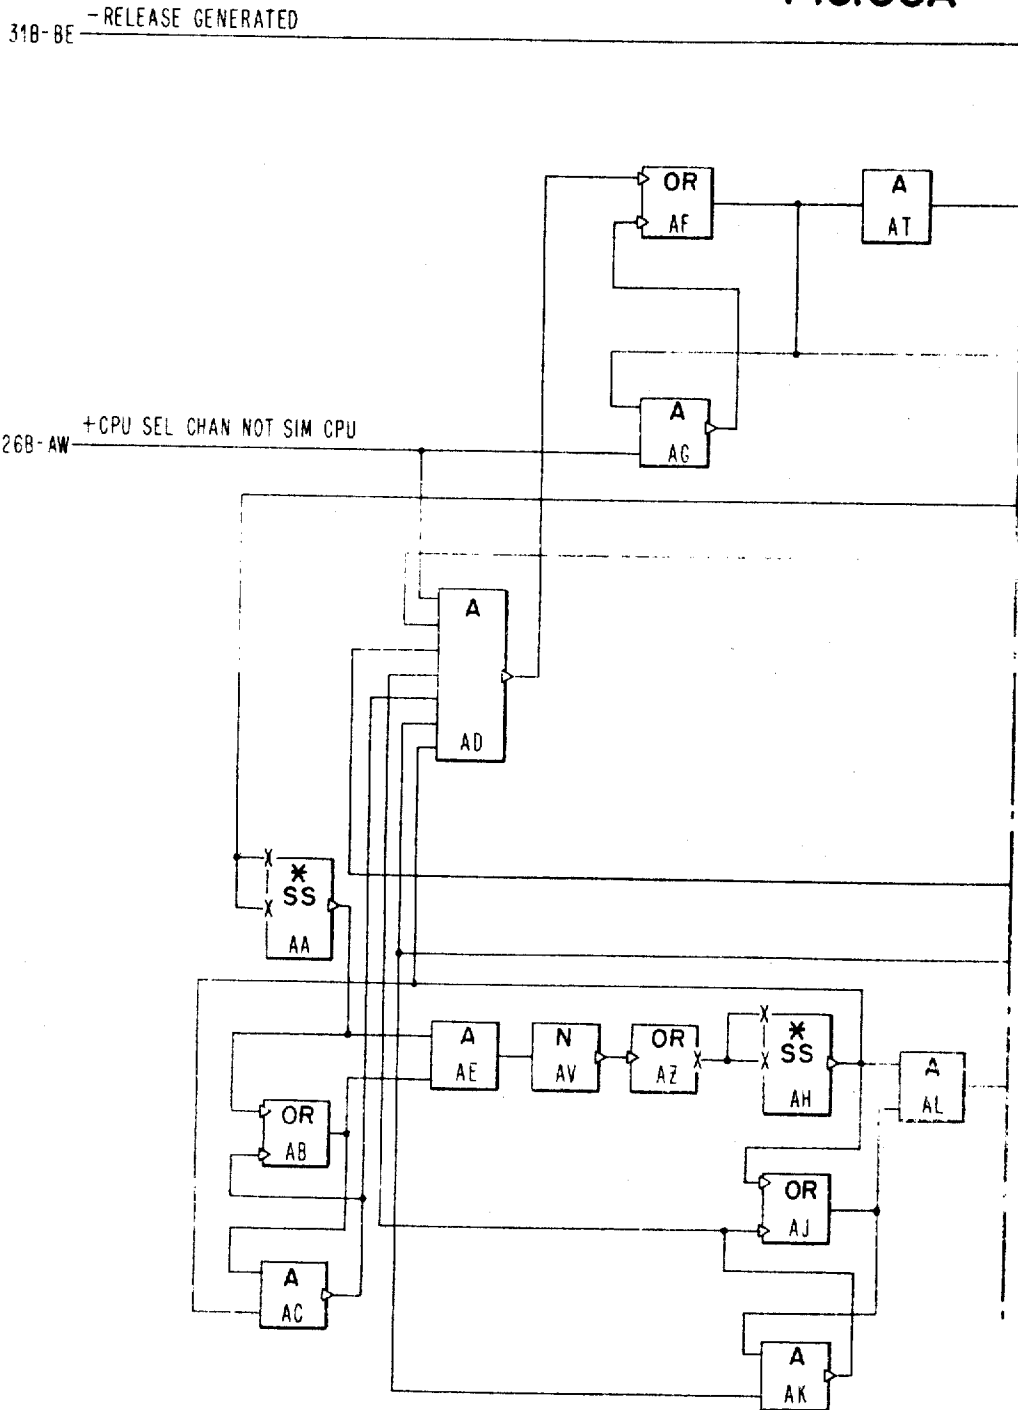 -RELEASE GENERATED
31B-BE
OR
AF
A
AT
+CPU SEL CHAN NOT SIM CPU
26B-AW
A
AG
A
AD
*
SS
AA
A
AE
N
AV
OR
AZ
*
SS
AH
A
AL
OR
AB
OR
AJ
A
AC
A
AK